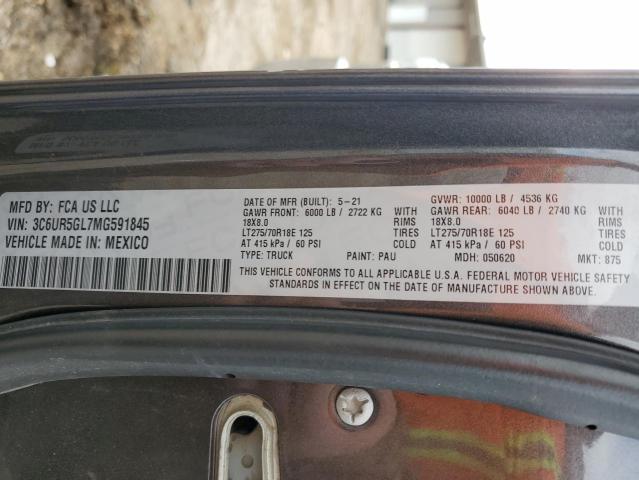 MFD BY: FCA US LLC
VIN: 3C6UR5GL7MG591845
VEHICLE MADE IN: MEXICO
DATE OF MFR (BUILT): 5-21
GAWR FRONT: 6000 LB / 2722 KG WITH
18X8.0 RIMS
LT275/70R18E 125 TIRES
AT 415 kPa / 60 PSI COLD
TYPE: TRUCK PAINT: PAU
GVWR: 10000 LB / 4536 KG
GAWR REAR: 6040 LB / 2740 KG WITH
18X8.0 RIMS
LT275/70R18E 125 TIRES
AT 415 kPa / 60 PSI COLD
MDH: 050620 MKT: 875
THIS VEHICLE CONFORMS TO ALL APPLICABLE U.S.A. FEDERAL MOTOR VEHICLE SAFETY
STANDARDS IN EFFECT ON THE DATE OF MANUFACTURE SHOWN ABOVE.